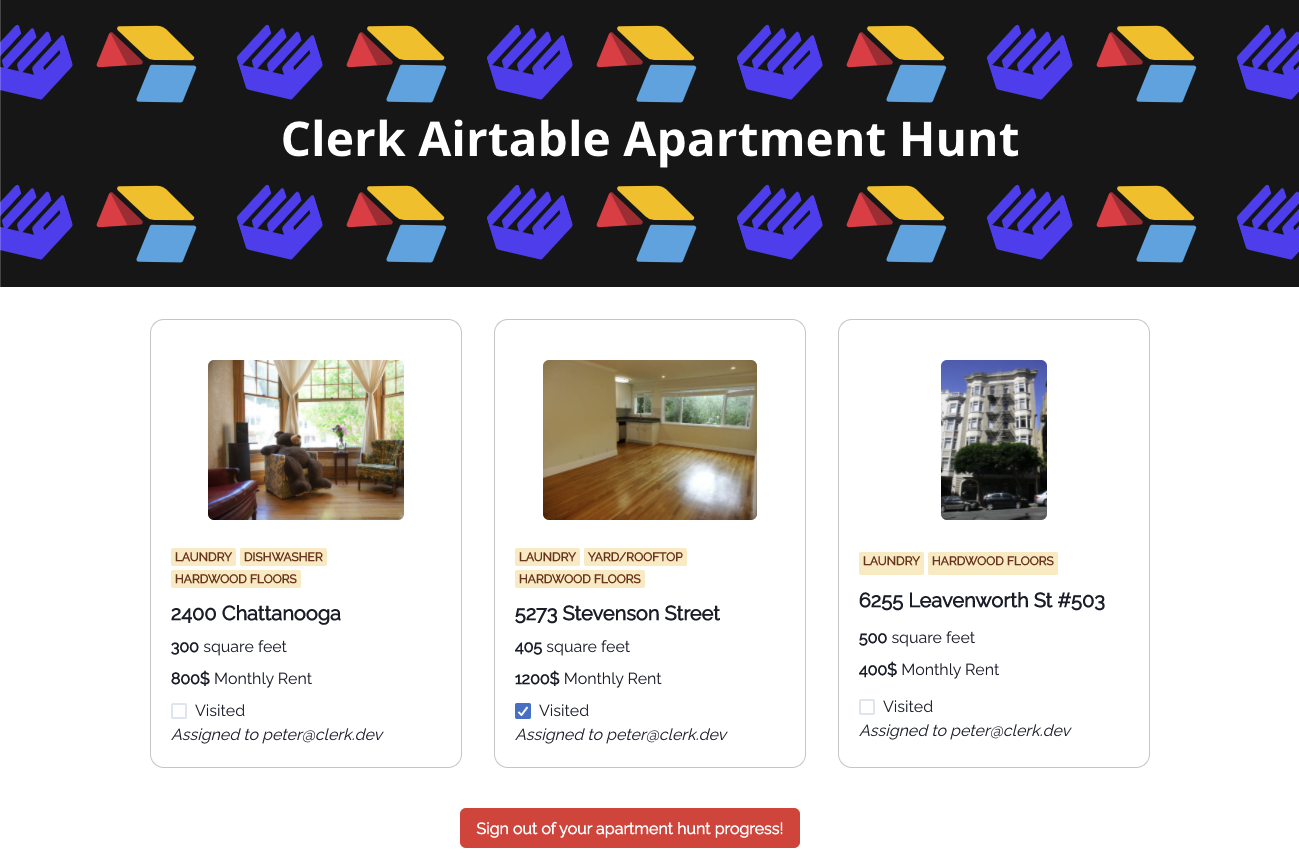 Clerk Airtable Apartment Hunt
LAUNDRY DISHWASHER
HARDWOOD FLOORS
2400 Chattanooga
300 square feet
800$ Monthly Rent
Visited
Assigned to peter@clerk.dev
LAUNDRY YARD/ROOFTOP
HARDWOOD FLOORS
5273 Stevenson Street
405 square feet
1200$ Monthly Rent
Visited
Assigned to peter@clerk.dev
LAUNDRY HARDWOOD FLOORS
6255 Leavenworth St #503
500 square feet
400$ Monthly Rent
Visited
Assigned to peter@clerk.dev
Sign out of your apartment hunt progress!